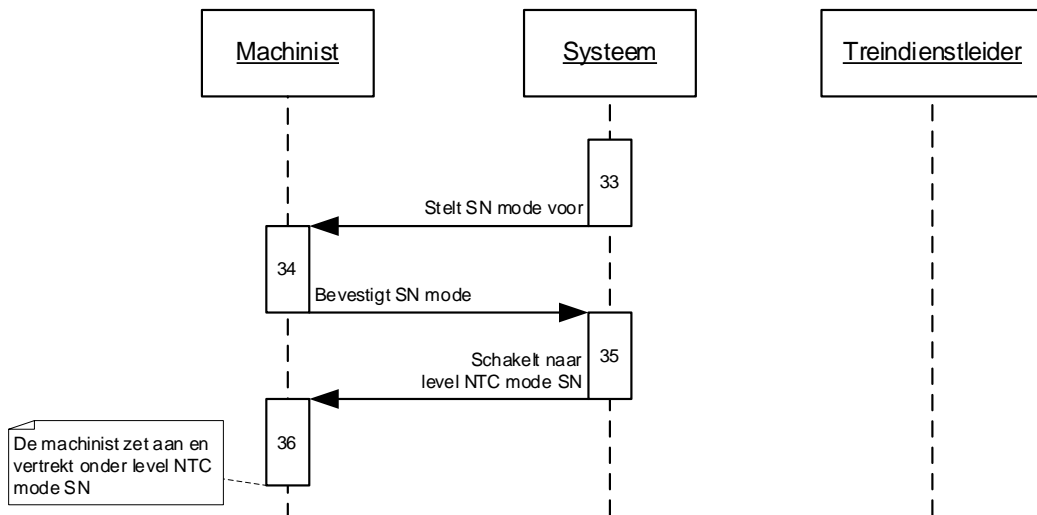 Machinist
Systeem
Treindienstleider
33
Stelt SN mode voor
34
Bevestigt SN mode
35
Schakelt naar
level NTC mode SN
36
De machinist zet aan en
vertrekt onder level NTC
mode SN